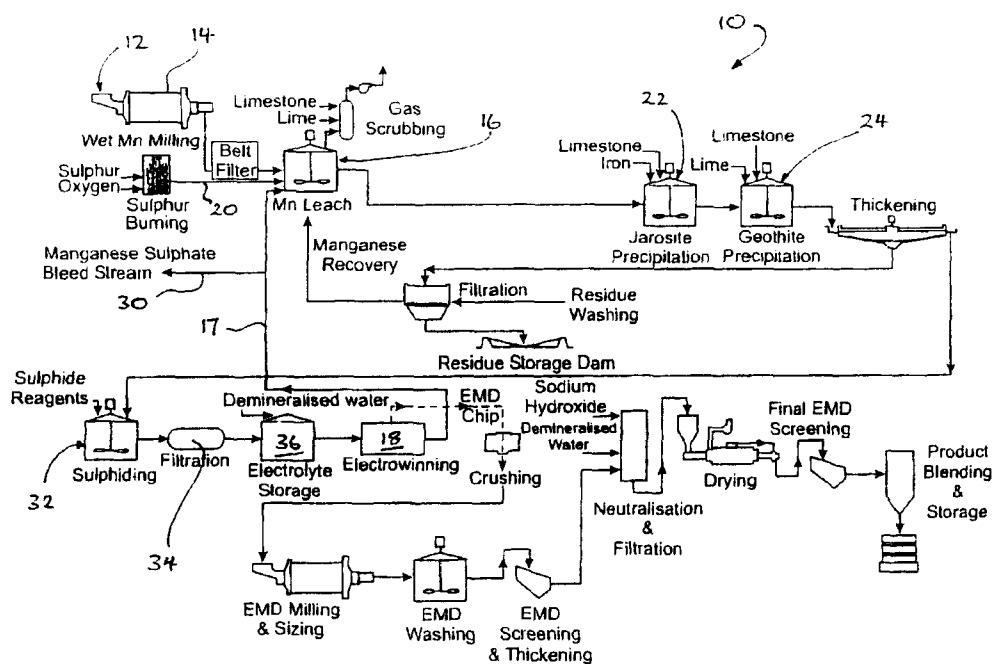 10
12
14
Wet Mn Milling
Sulphur
Oxygen
Sulphur
Burning
20
Belt
Filter
Limestone
Lime
Gas
Scrubbing
16
Mn Leach
22
Limestone
Iron
Jarosite
Precipitation
24
Limestone
Lime
Geothite
Precipitation
Thickening
Manganese Sulphate
Bleed Stream
30
Manganese
Recovery
Filtration
Residue
Washing
Residue Storage Dam
17
Sulphide
Reagents
32
Sulphiding
Filtration
34
Demineralised water
36
Electrolyte
Storage
18
Electrowinning
EMD
Chip
Crushing
Sodium
Hydroxide
Demineralised
Water
Neutralisation
&
Filtration
Drying
Final EMD
Screening
Product
Blending
&
Storage
EMD Milling
& Sizing
EMD
Washing
EMD
Screening
& Thickening